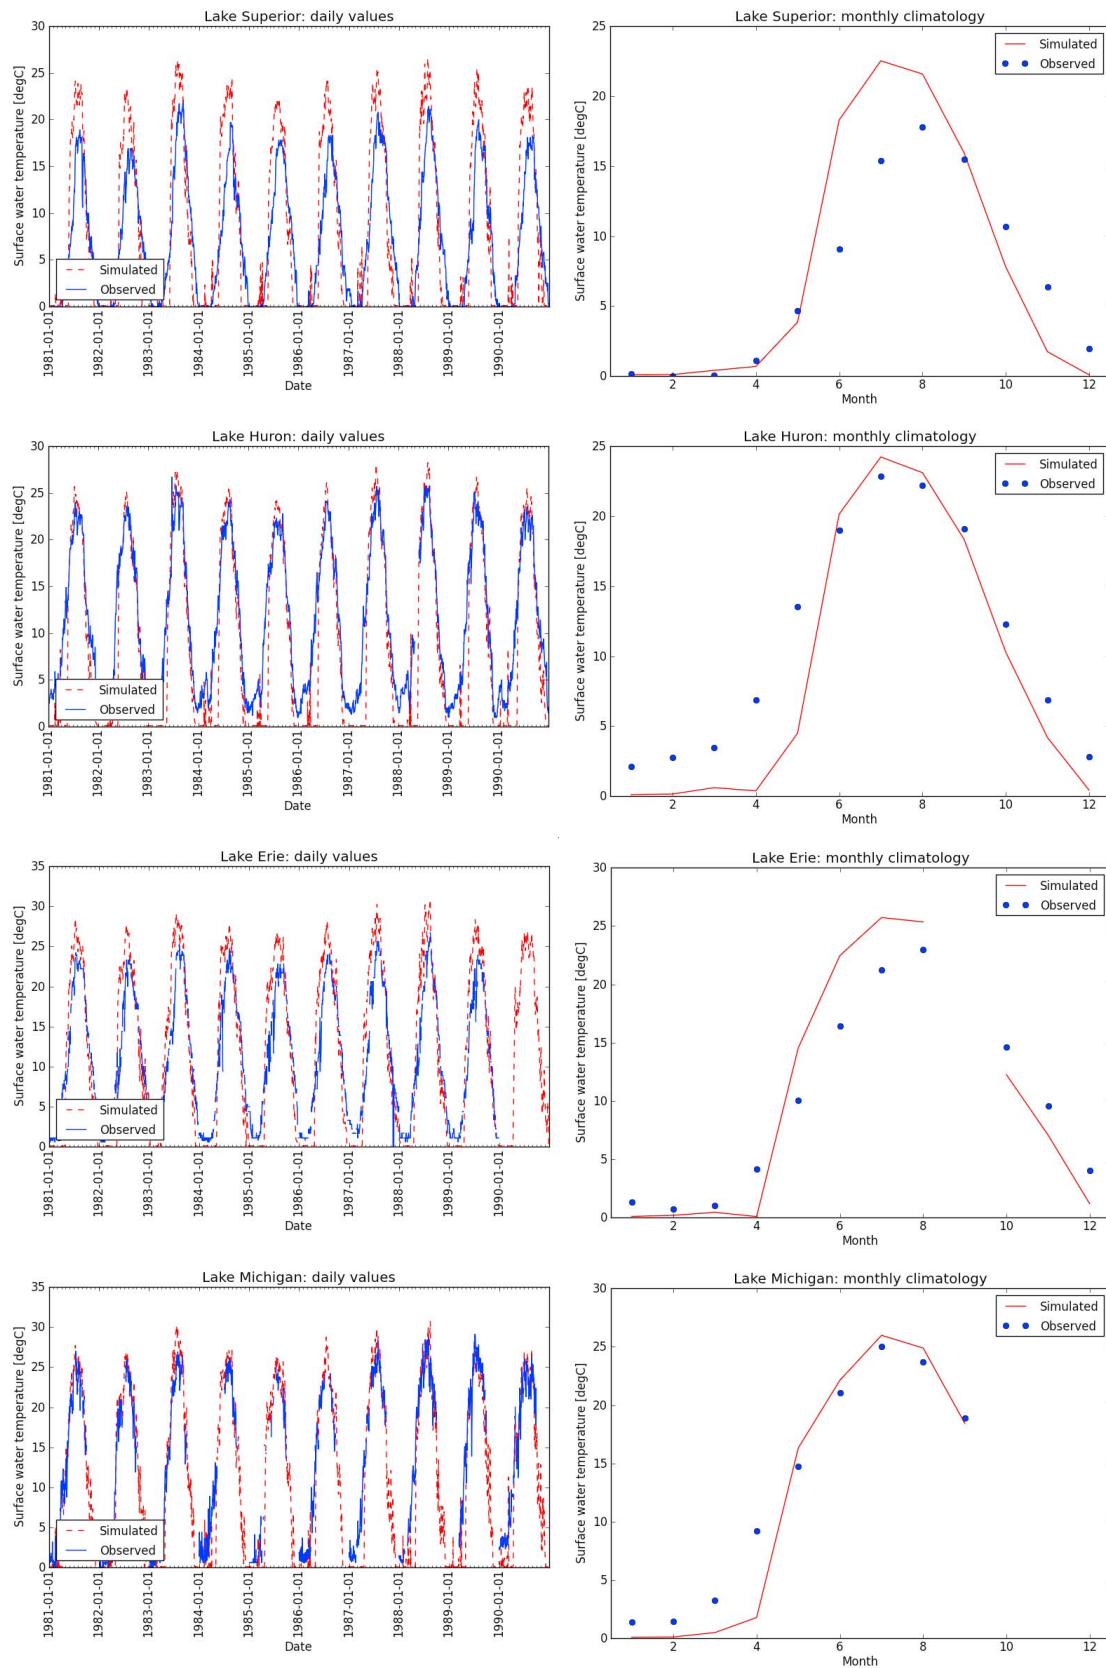 Lake Superior: daily values
30
25
20
15
10
5
0
Surface water temperature [degC]
Simulated
Observed
1981-01-01
1982-01-01
1983-01-01
1984-01-01
1985-01-01
1986-01-01
1987-01-01
1988-01-01
1989-01-01
1990-01-01
Date
Lake Superior: monthly climatology
25
20
15
10
5
0
Surface water temperature [degC]
Simulated
Observed
2 4 6 8 10 12
Month
Lake Huron: daily values
30
25
20
15
10
5
0
Surface water temperature [degC]
Simulated
Observed
1981-01-01
1982-01-01
1983-01-01
1984-01-01
1985-01-01
1986-01-01
1987-01-01
1988-01-01
1989-01-01
1990-01-01
Date
Lake Huron: monthly climatology
25
20
15
10
5
0
Surface water temperature [degC]
Simulated
Observed
2 4 6 8 10 12
Month
Lake Erie: daily values
35
30
25
20
15
10
5
0
Surface water temperature [degC]
Simulated
Observed
1981-01-01
1982-01-01
1983-01-01
1984-01-01
1985-01-01
1986-01-01
1987-01-01
1988-01-01
1989-01-01
1990-01-01
Date
Lake Erie: monthly climatology
30
25
20
15
10
5
0
Surface water temperature [degC]
Simulated
Observed
2 4 6 8 10 12
Month
Lake Michigan: daily values
35
30
25
20
15
10
5
0
Surface water temperature [degC]
Simulated
Observed
1981-01-01
1982-01-01
1983-01-01
1984-01-01
1985-01-01
1986-01-01
1987-01-01
1988-01-01
1989-01-01
1990-01-01
Date
Lake Michigan: monthly climatology
30
25
20
15
10
5
0
Surface water temperature [degC]
Simulated
Observed
2 4 6 8 10 12
Month